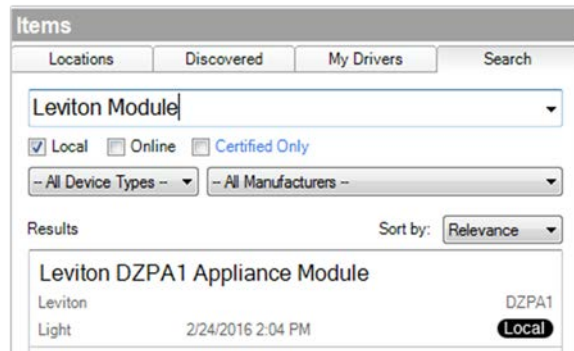 Items
Locations Discovered My Drivers Search
Leviton Module
Local Online Certified Only
-- All Device Types -- -- All Manufacturers --
Results Sort by: Relevance
Leviton DZPA1 Appliance Module
Leviton DZPA1
Light 2/24/2016 2:04 PM Local